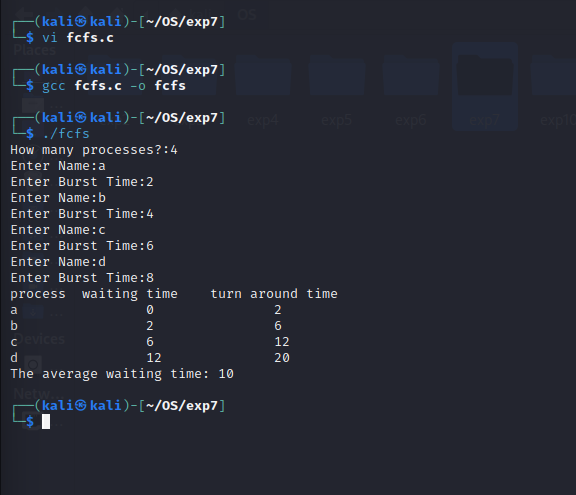 OS
┌──(kali㉿kali)-[~/OS/exp7]
└─$ vi fcfs.c
Places
┌──(kali㉿kali)-[~/OS/exp7]
└─$ gcc fcfs.c -o fcfs
exp4 exp5 exp6 exp7 exp10
┌──(kali㉿kali)-[~/OS/exp7]
└─$ ./fcfs
How many processes?:4
Enter Name:a
Enter Burst Time:2
Enter Name:b
Enter Burst Time:4
Enter Name:c
Enter Burst Time:6
Enter Name:d
Enter Burst Time:8
process  waiting time    turn around time
a                0               2
b                2               6
Devices
c                6              12
d                12             20
The average waiting time: 10
┌──(kali㉿kali)-[~/OS/exp7]
└─$